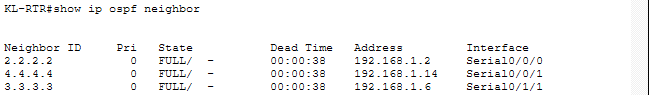 KL-RTR#show ip ospf neighbor
Neighbor ID     Pri   State           Dead Time   Address         Interface
2.2.2.2           0   FULL/  -        00:00:38    192.168.1.2     Serial0/0/0
4.4.4.4           0   FULL/  -        00:00:38    192.168.1.14    Serial0/0/1
3.3.3.3           0   FULL/  -        00:00:38    192.168.1.6     Serial0/1/1